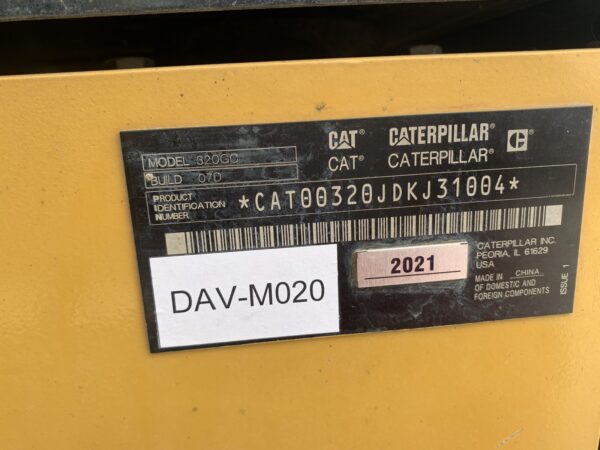 CAT® CATERPILLAR®
CAT® CATERPILLAR®
MODEL 320GC
BUILD 07D
PRODUCT
IDENTIFICATION
NUMBER
*CAT00320JDKJ31004*
DAV-M020
2021
CATERPILLAR INC.
PEORIA, IL 61629
USA
MADE IN CHINA
OF DOMESTIC AND
FOREIGN COMPONENTS
ISSUE 1